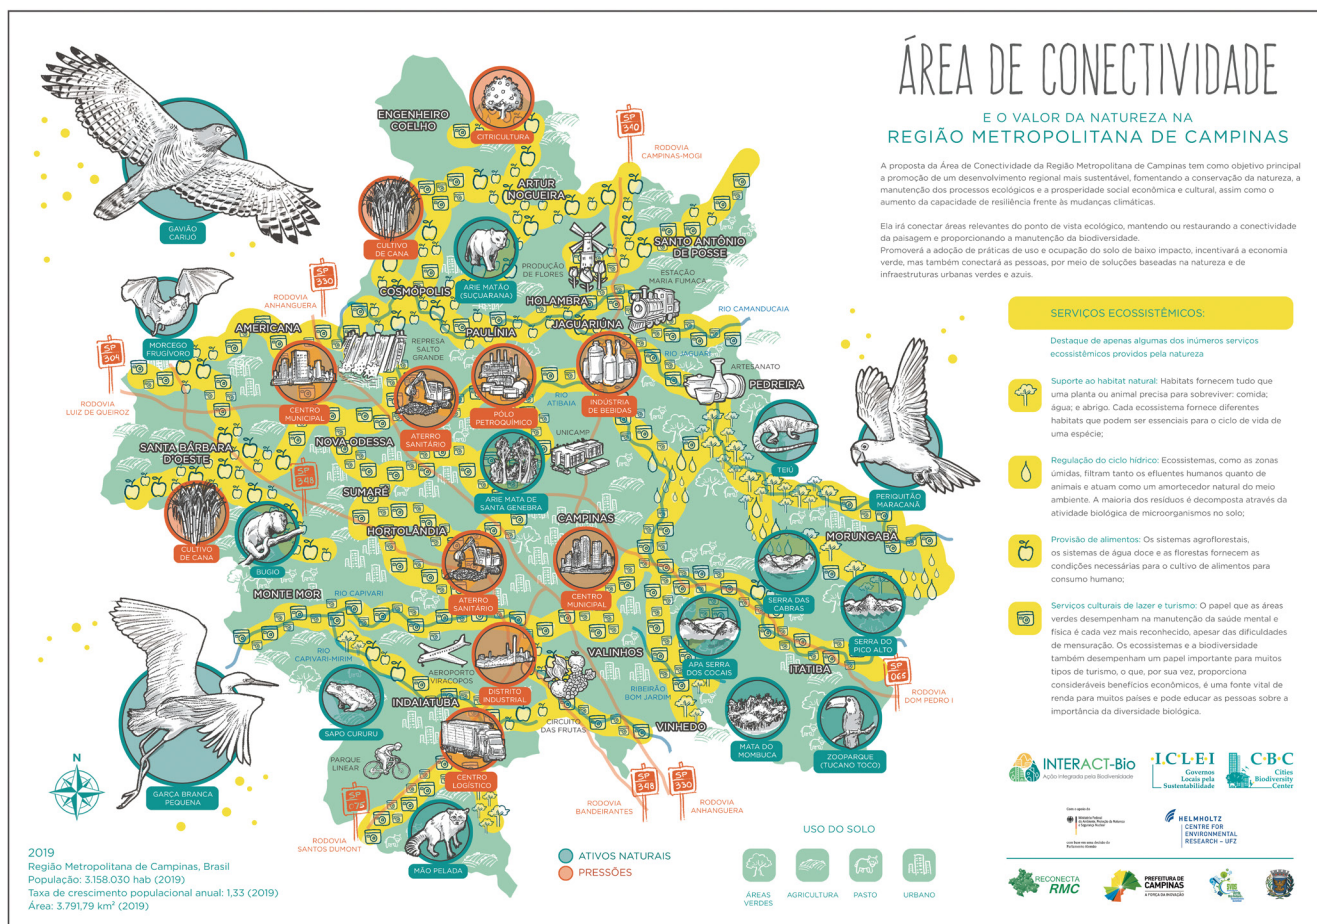 ÁREA DE CONECTIVIDADE
E O VALOR DA NATUREZA NA
REGIÃO METROPOLITANA DE CAMPINAS
A proposta da Área de Conectividade da Região Metropolitana de Campinas tem como objetivo principal
a promoção de um desenvolvimento regional mais sustentável, fomentando a conservação da natureza, a
manutenção dos processos ecológicos e a prosperidade social econômica e cultural, assim como o
aumento da capacidade de resiliência frente às mudanças climáticas.
Ela irá conectar áreas relevantes do ponto de vista ecológico, mantendo ou restaurando a conectividade
da paisagem e proporcionando a manutenção da biodiversidade.
Promoverá a adoção de práticas de uso e ocupação do solo de baixo impacto, incentivará a economia
verde, mas também conectará as pessoas, por meio de soluções baseadas na natureza e de
infraestruturas urbanas verdes e azuis.
SERVIÇOS ECOSSISTÊMICOS:
Destaque de apenas algumas dos inúmeros serviços
ecossistêmicos providos pela natureza
Suporte ao habitat natural: Habitats fornecem tudo que
uma planta ou animal precisa para sobreviver: comida;
água; e abrigo. Cada ecossistema fornece diferentes
habitats que podem ser essenciais para o ciclo de vida de
uma espécie;
Regulação do ciclo hídrico: Ecossistemas, como as zonas
úmidas, filtram tanto os efluentes humanos quanto de
animais e atuam como um amortecedor natural do meio
ambiente. A maioria dos resíduos é decomposta através da
atividade biológica de microorganismos no solo;
Provisão de alimentos: Os sistemas agroflorestais,
os sistemas de água doce e as florestas fornecem as
condições necessárias para o cultivo de alimentos para
consumo humano;
Serviços culturais de lazer e turismo: O papel que as áreas
verdes desempenham na manutenção da saúde mental e
física é cada vez mais reconhecido, apesar das dificuldades
de mensuração. Os ecossistemas e a biodiversidade
também desempenham um papel importante para muitos
tipos de turismo, o que, por sua vez, proporciona
consideráveis benefícios econômicos, é uma fonte vital de
renda para muitos países e pode educar as pessoas sobre a
importância da diversidade biológica.
ENGENHEIRO
COELHO
CITRICULTURA
SP
340
RODOVIA
CAMPINAS-MOGI
ARTUR
NOGUEIRA
GAVIÃO
CARIJÓ
CULTIVO
DE CANA
SANTO ANTÔNIO
DE POSSE
PRODUÇÃO
DE FLORES
ESTAÇÃO
MARIA FUMAÇA
SP
330
RODOVIA
ANHANGUERA
COSMÓPOLIS
ARIE MATÃO
(SUÇUARANA)
HOLAMBRA
RIO CAMANDUCAIA
AMERICANA
PAULÍNIA
JAGUARIÚNA
MORCEGO
FRUGÍVORO
SP
304
REPRESA
SALTO
GRANDE
RIO JAGUARI
ARTESANATO
PEDREIRA
RODOVIA
LUIZ DE QUEIROZ
CENTRO
MUNICIPAL
ATERRO
SANITÁRIO
PÓLO
PETROQUÍMICO
RIO
ATIBAIA
INDÚSTRIA
DE BEBIDAS
NOVA ODESSA
UNICAMP
SANTA BÁRBARA
D'OESTE
TEIÚ
SP
348
SUMARÉ
ARIE MATA DE
SANTA GENEBRA
PERIQUITÃO
MARACANÃ
HORTOLÂNDIA
CAMPINAS
MORUNGABA
CULTIVO
DE CANA
BUGIO
MONTE MOR
RIO CAPIVARI
ATERRO
SANITÁRIO
CENTRO
MUNICIPAL
SERRA DAS
CABRAS
SERRA DO
PICO ALTO
RIO
CAPIVARI-MIRIM
VALINHOS
APA SERRA
DOS COCAIS
ITATIBA
SP
065
RODOVIA
DOM PEDRO I
AEROPORTO
VIRACOPOS
DISTRITO
INDUSTRIAL
RIBEIRÃO
BOM JARDIM
INDAIATUBA
SAPO CURURU
CIRCUITO
DAS FRUTAS
VINHEDO
MATA DO
MOMBUCA
ZOOPARQUE
(TUCANO TOCO)
PARQUE
LINEAR
CENTRO
LOGÍSTICO
GARÇA BRANCA
PEQUENA
N
SP
075
SP
348
SP
330
RODOVIA
BANDEIRANTES
RODOVIA
ANHANGUERA
RODOVIA
SANTOS DUMONT
MÃO PELADA
ATIVOS NATURAIS
PRESSÕES
USO DO SOLO
ÁREAS
VERDES
AGRICULTURA
PASTO
URBANO
2019
Região Metropolitana de Campinas, Brasil
População: 3.158.030 hab (2019)
Taxa de crescimento populacional anual: 1,33 (2019)
Área: 3.791,79 km² (2019)
INTERACT-Bio
Ação Integrada pela Biodiversidade
I.C.L.E.I
Governos
Locais pela
Sustentabilidade
C·B·C
Cities
Biodiversity
Center
HELMHOLTZ
CENTRE FOR
ENVIRONMENTAL
RESEARCH – UFZ
RECONECTA
RMC
PREFEITURA DE
CAMPINAS
A FORÇA DA INOVAÇÃO